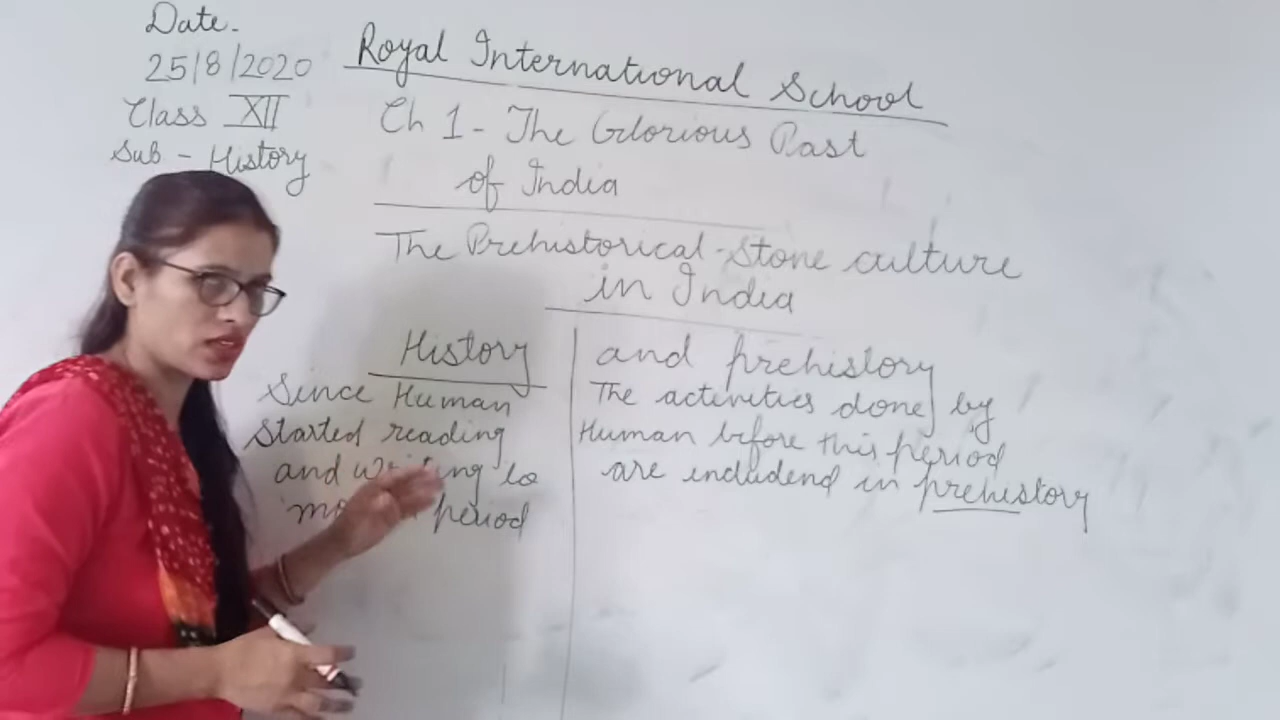 Date.
25/8/2020
Class XII
Sub - History
Royal International School
Ch 1 - The Glorious Past
of India
The Prehistorical - Stone culture
in India
History
Since Human
Started reading
and writing to
period
and prehistory
The activities done by
Human before this period
are includend in prehistory